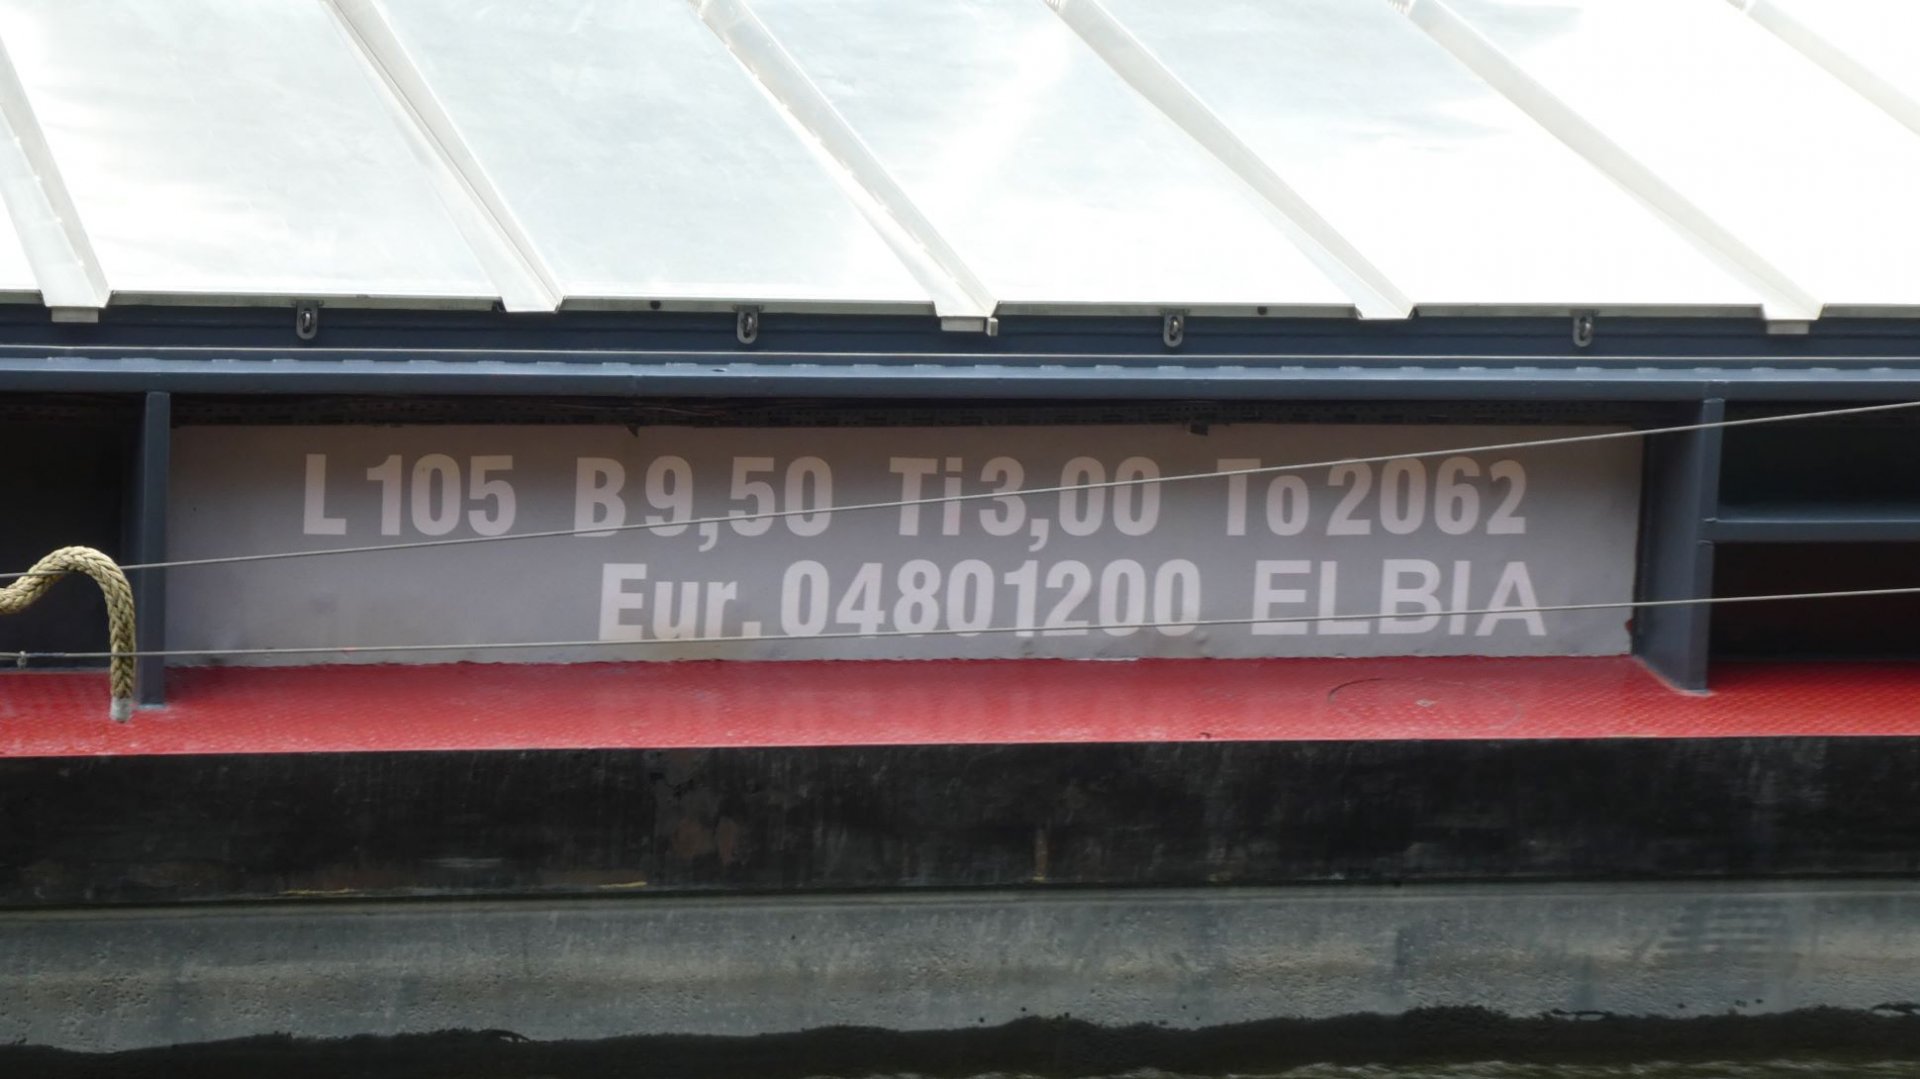 L 105 B 9,50 Ti 3,00 To 2062
Eur. 04801200 ELBIA